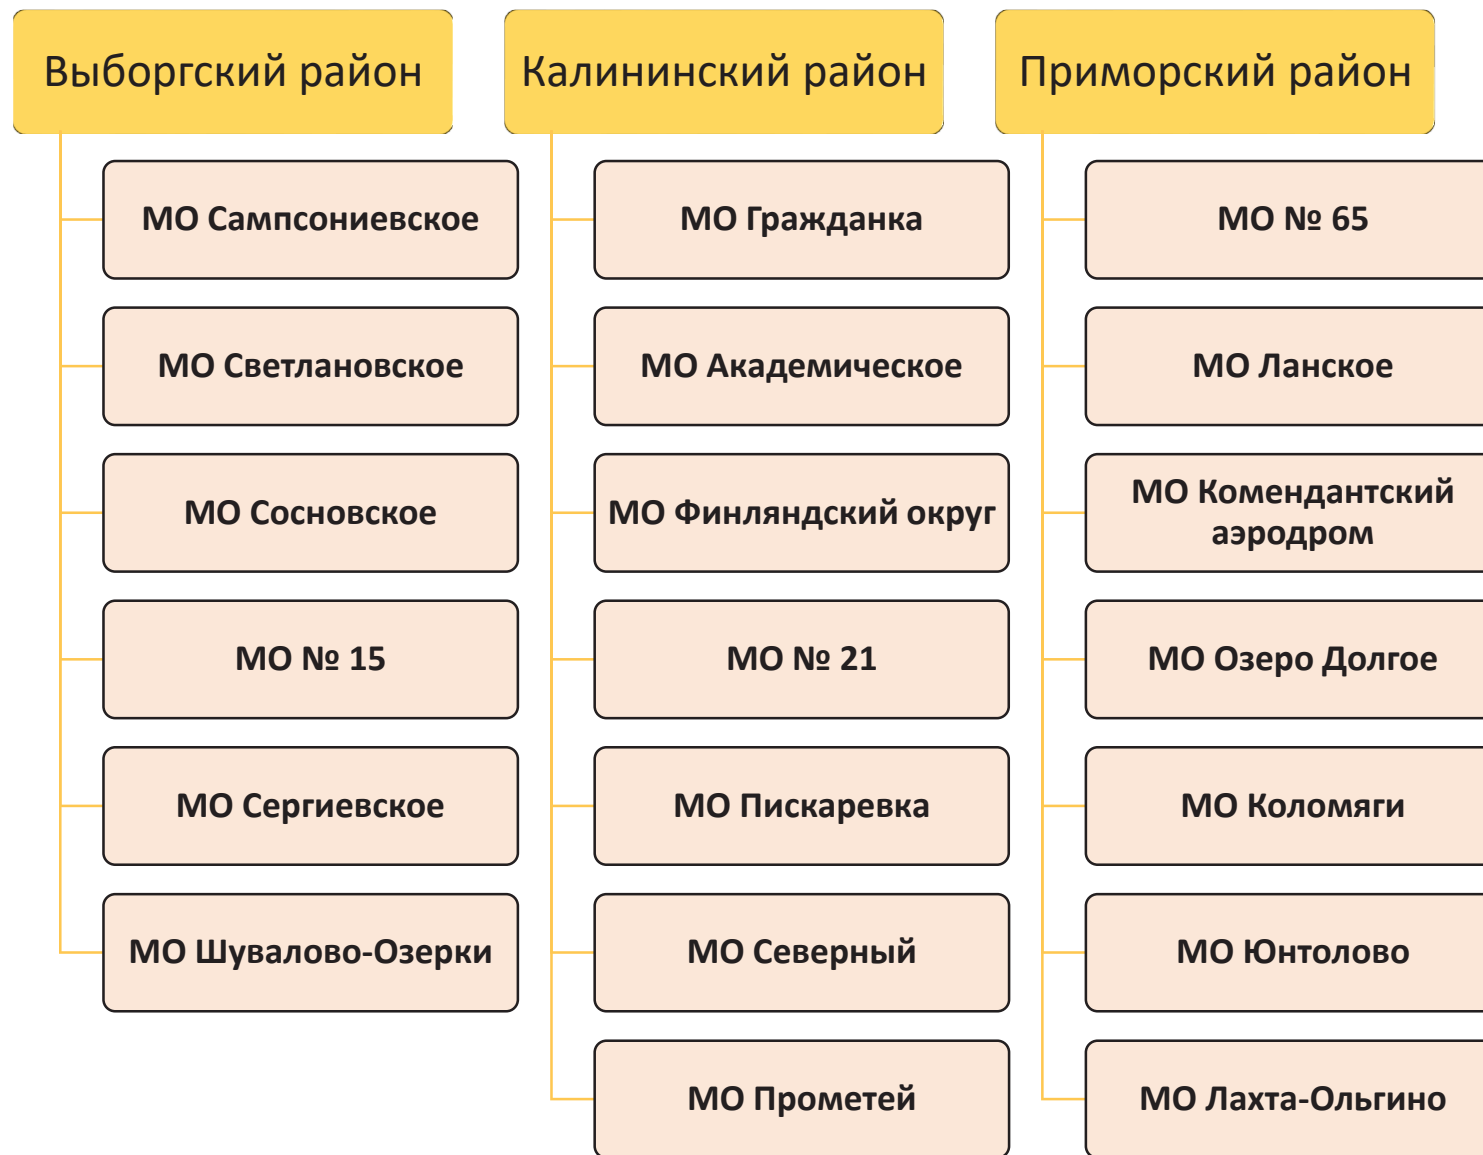 Выборгский район
МО Сампсониевское
МО Светлановское
МО Сосновское
МО № 15
МО Сергиевское
МО Шувалово-Озерки
Калининский район
МО Гражданка
МО Академическое
МО Финляндский округ
МО № 21
МО Пискаревка
МО Северный
МО Прометей
Приморский район
МО № 65
МО Ланское
МО Комендантский
аэродром
МО Озеро Долгое
МО Коломяги
МО Юнтолово
МО Лахта-Ольгино